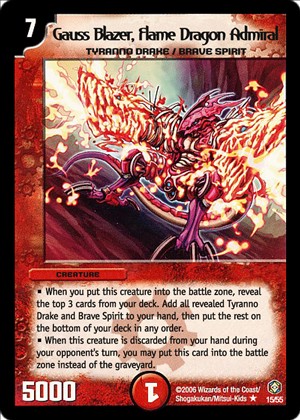 7
Gauss Blazer, Flame Dragon Admiral
TYRANNO DRAKE / BRAVE SPIRIT
CREATURE
■ When you put this creature into the battle zone, reveal
the top 3 cards from your deck. Add all revealed Tyranno
Drake and Brave Spirit to your hand, then put the rest on
the bottom of your deck in any order.
■ When this creature is discarded from your hand during
your opponent's turn, you may put this card into the battle
zone instead of the graveyard.
5000
1
©2006 Wizards of the Coast/
Shogakukan/Mitsui-Kids ★ 15/55